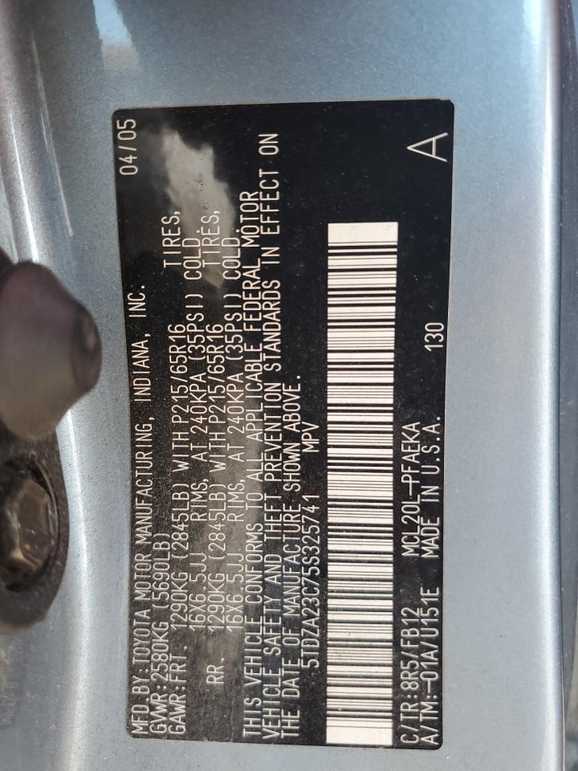 MFD.BY:TOYOTA MOTOR MANUFACTURING, INDIANA, INC. 04/05
GVWR:2580KG(5690LB)
GAWR:FRT. 1290KG(2845LB) WITH P215/65R16 TIRES,
16X6.5JJ RIMS, AT 240KPA(35PSI) COLD.
RR. 1290KG(2845LB) WITH P215/65R16 TIRES,
16X6.5JJ RIMS, AT 240KPA(35PSI) COLD.
THIS VEHICLE CONFORMS TO ALL APPLICABLE FEDERAL MOTOR
VEHICLE SAFETY AND THEFT PREVENTION STANDARDS IN EFFECT ON
THE DATE OF MANUFACTURE SHOWN ABOVE.
5TDZA23C75S325741 MPV
C/TR:8R5/FB12 MCL20L-PFAEKA
A/TM:-01A/U151E MADE IN U.S.A. 130 A